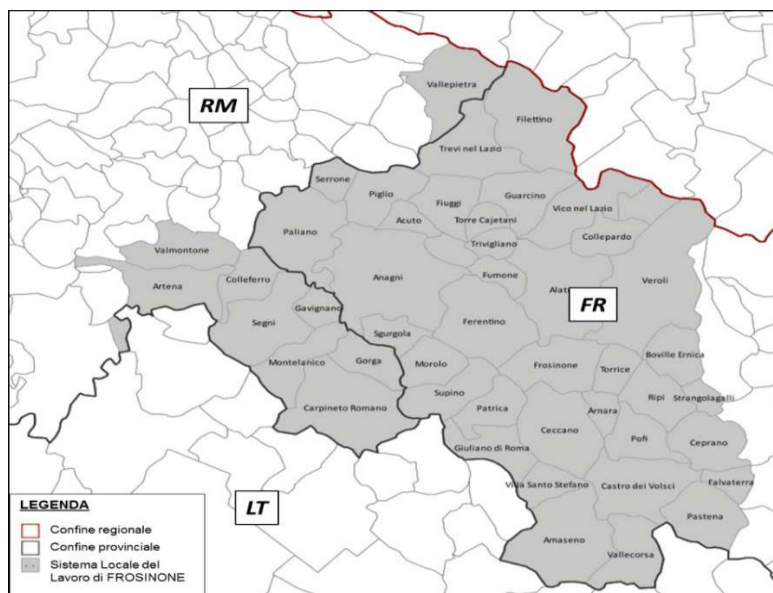 Vallepietra
RM
Filettino
Trevi nel Lazio
Serrone
Piglio
Fiuggi
Guarcino
Vico nel Lazio
Acuto
Torre Cajetani
Paliano
Collepardo
Trivigliano
Valmontone
Anagni
Fumone
Veroli
Colleferro
Artena
Alatri
FR
Gavignano
Segni
Ferentino
Sgurgola
Boville Ernica
Montelanico
Gorga
Morolo
Frosinone
Torrice
Supino
Ripi
Strangolagalli
Carpineto Romano
Patrica
Arnara
Ceccano
Pofi
Ceprano
Giuliano di Roma
Villa Santo Stefano
Castro dei Volsci
Falvaterra
LT
Pastena
Amaseno
Vallecorsa
LEGENDA
Confine regionale
Confine provinciale
Sistema Locale del
Lavoro di FROSINONE